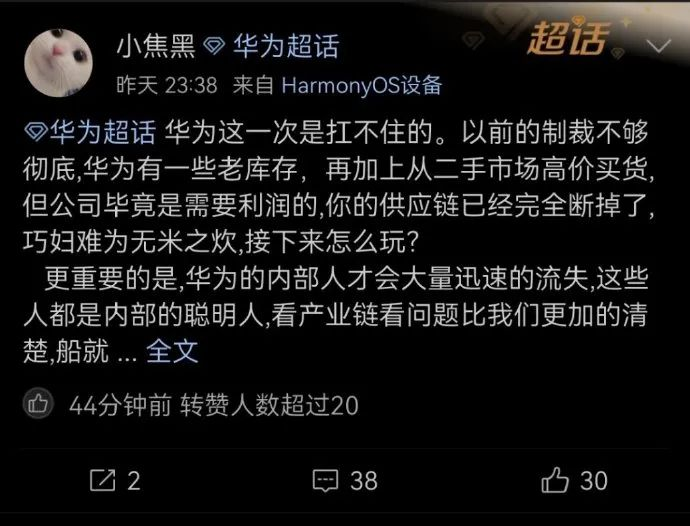 小焦黑 华为超话
超话
昨天 23:38 来自 HarmonyOS设备
华为超话 华为这一次是扛不住的。以前的制裁不够
彻底,华为有一些老库存，再加上从二手市场高价买货,
但公司毕竟是需要利润的,你的供应链已经完全断掉了,
巧妇难为无米之炊,接下来怎么玩?
更重要的是,华为的内部人才会大量迅速的流失,这些
人都是内部的聪明人,看产业链看问题比我们更加的清
楚,船就 ... 全文
44分钟前 转赞人数超过20
2 38 30